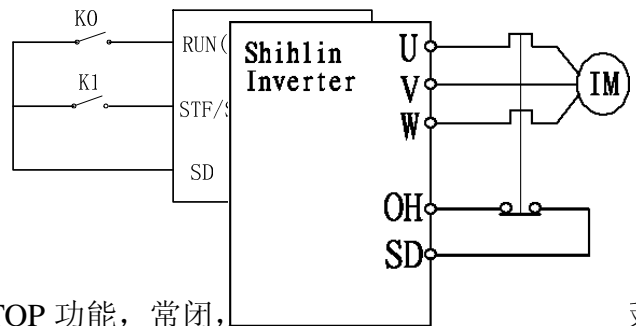 K0
RUN(
Shihlin
Inverter
U
V
W
IM
K1
STF/
SD
OH
SD
TOP 功能，常闭，